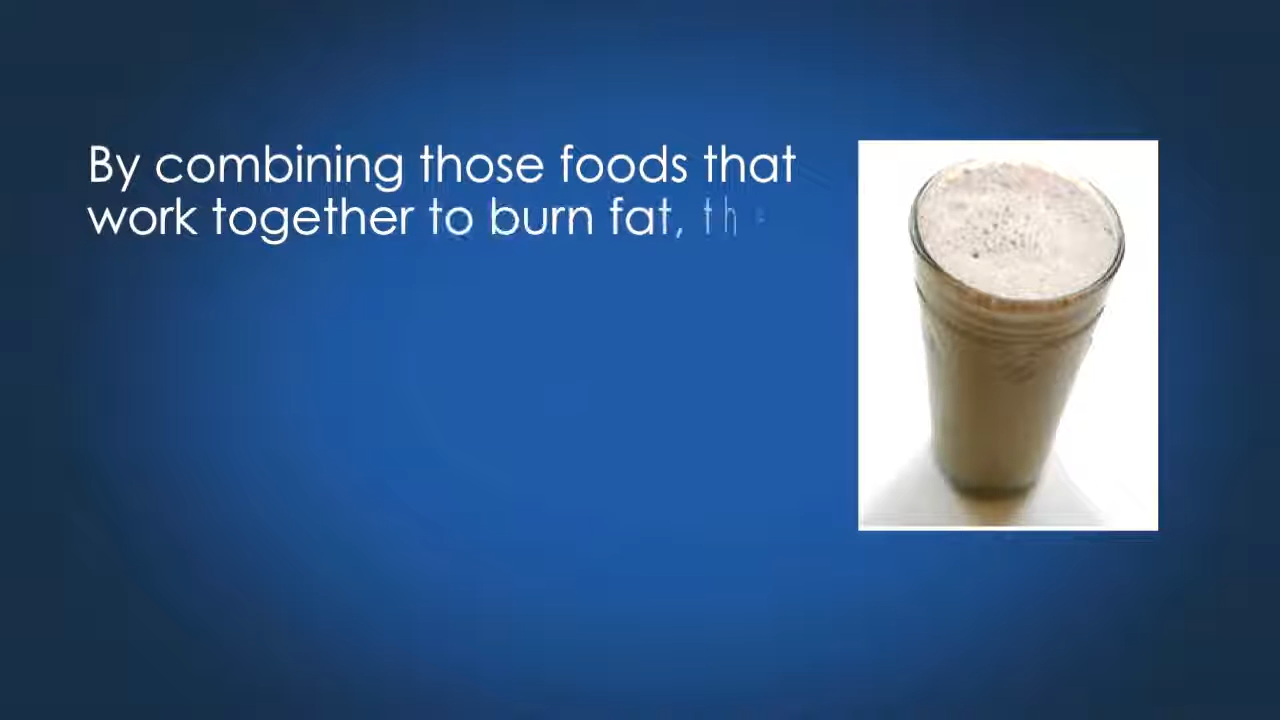 By combining those foods that
work together to burn fat,